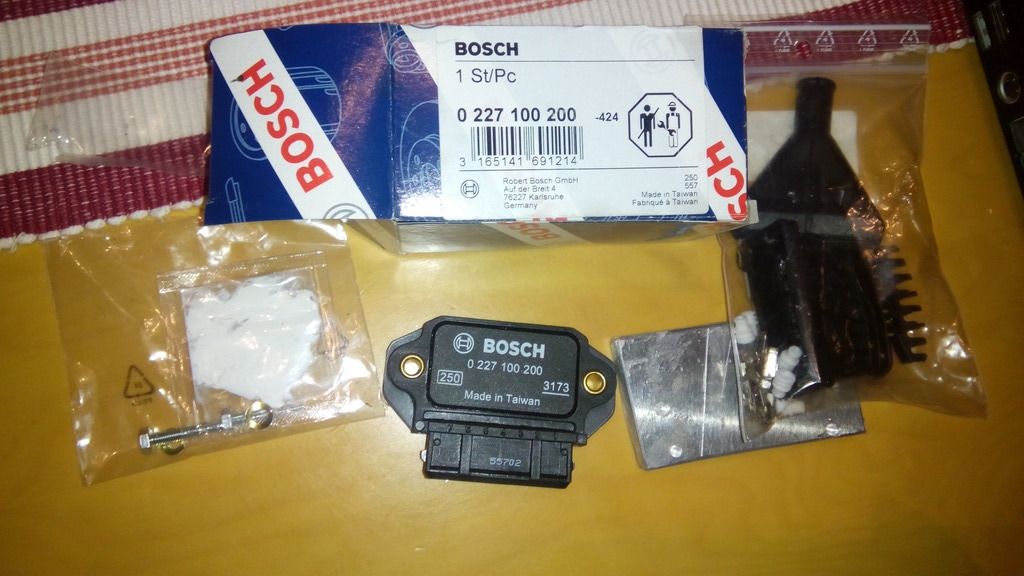 BOSCH
BOSCH
1 St/Pc
0 227 100 200 -424
3 165141 691214
Robert Bosch GmbH
Auf der Breit 4
76227 Karlsruhe
Germany
250
557
Made in Taiwan
Fabriqué à Taiwan
SCH
BOSCH
BOSCH
0 227 100 200
250
3173
Made in Taiwan
55702